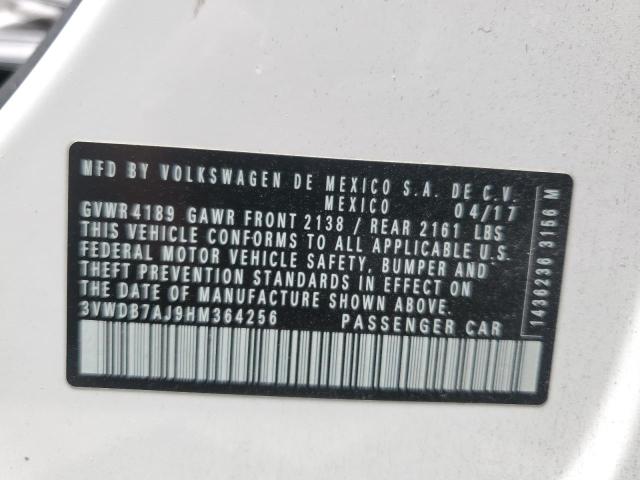 MFD BY VOLKSWAGEN DE MEXICO S.A. DE C.V.
MEXICO 04/17
GVWR 4189 GAWR FRONT 2138 / REAR 2161 LBS
THIS VEHICLE CONFORMS TO ALL APPLICABLE U.S.
FEDERAL MOTOR VEHICLE SAFETY, BUMPER AND
THEFT PREVENTION STANDARDS IN EFFECT ON
THE DATE OF MANUFACTURE SHOWN ABOVE.
3VWDB7AJ9HM364256 PASSENGER CAR
1436236 3156 M